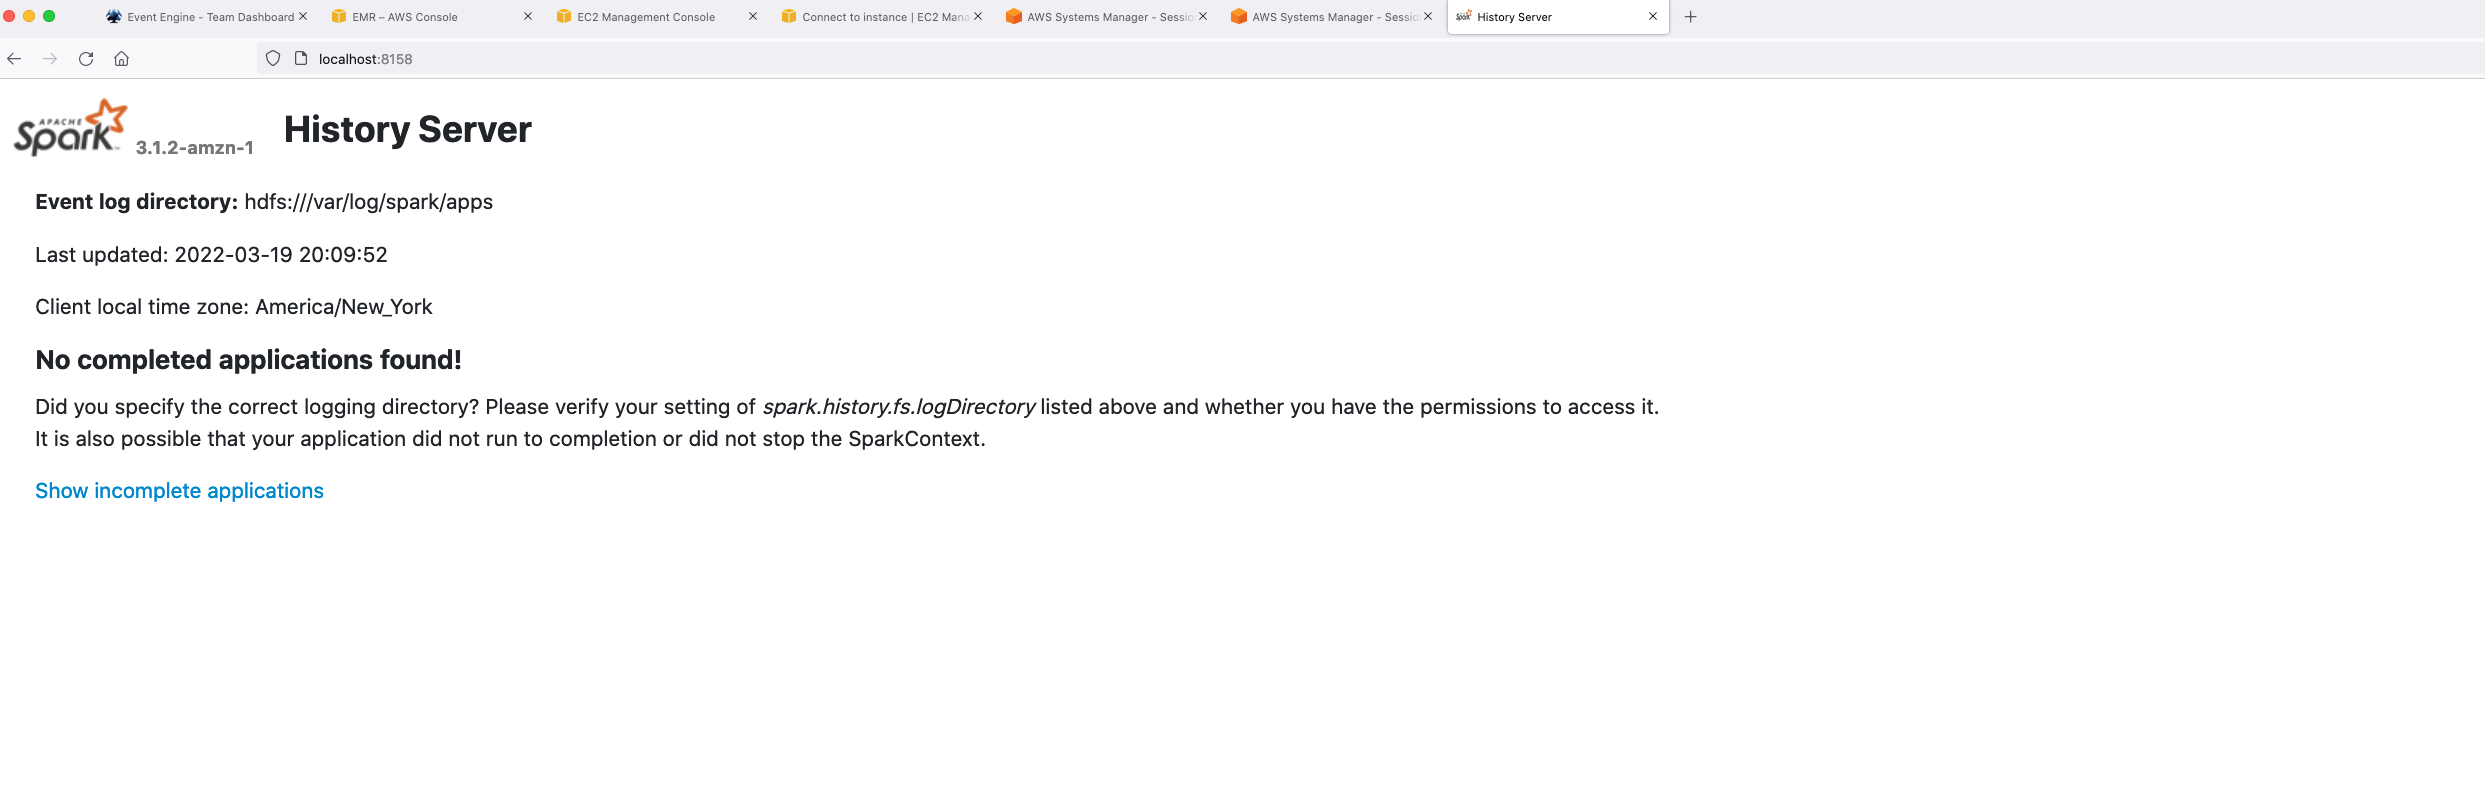 Event Engine - Team Dashboard
EMR – AWS Console
EC2 Management Console
Connect to instance | EC2 Mana
AWS Systems Manager - Sessio
AWS Systems Manager - Sessio
Spark History Server
localhost:8158
APACHE
Spark 3.1.2-amzn-1 History Server
Event log directory: hdfs:///var/log/spark/apps
Last updated: 2022-03-19 20:09:52
Client local time zone: America/New_York
No completed applications found!
Did you specify the correct logging directory? Please verify your setting of spark.history.fs.logDirectory listed above and whether you have the permissions to access it.
It is also possible that your application did not run to completion or did not stop the SparkContext.
Show incomplete applications